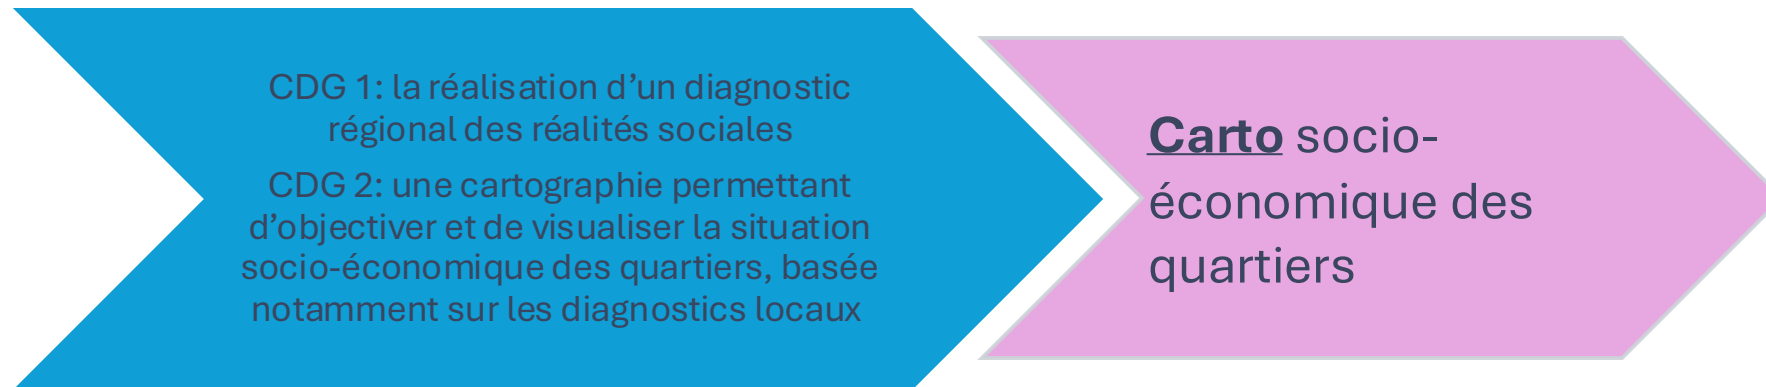 CDG 1: la réalisation d’un diagnostic
régional des réalités sociales
CDG 2: une cartographie permettant
d’objectiver et de visualiser la situation
socio-économique des quartiers, basée
notamment sur les diagnostics locaux
Carto socio-
économique des
quartiers